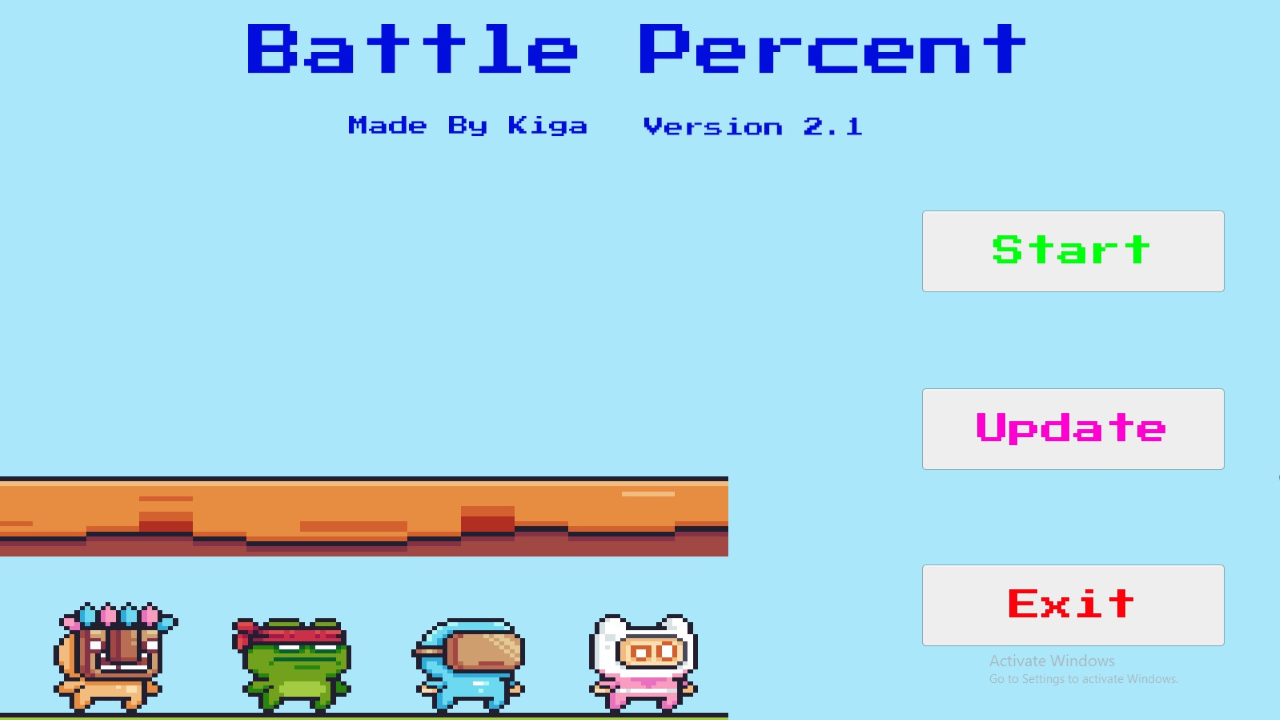 Battle Percent
Made By Kiga Version 2.1
Start
Update
Exit
Activate Windows
Go to Settings to activate Windows.